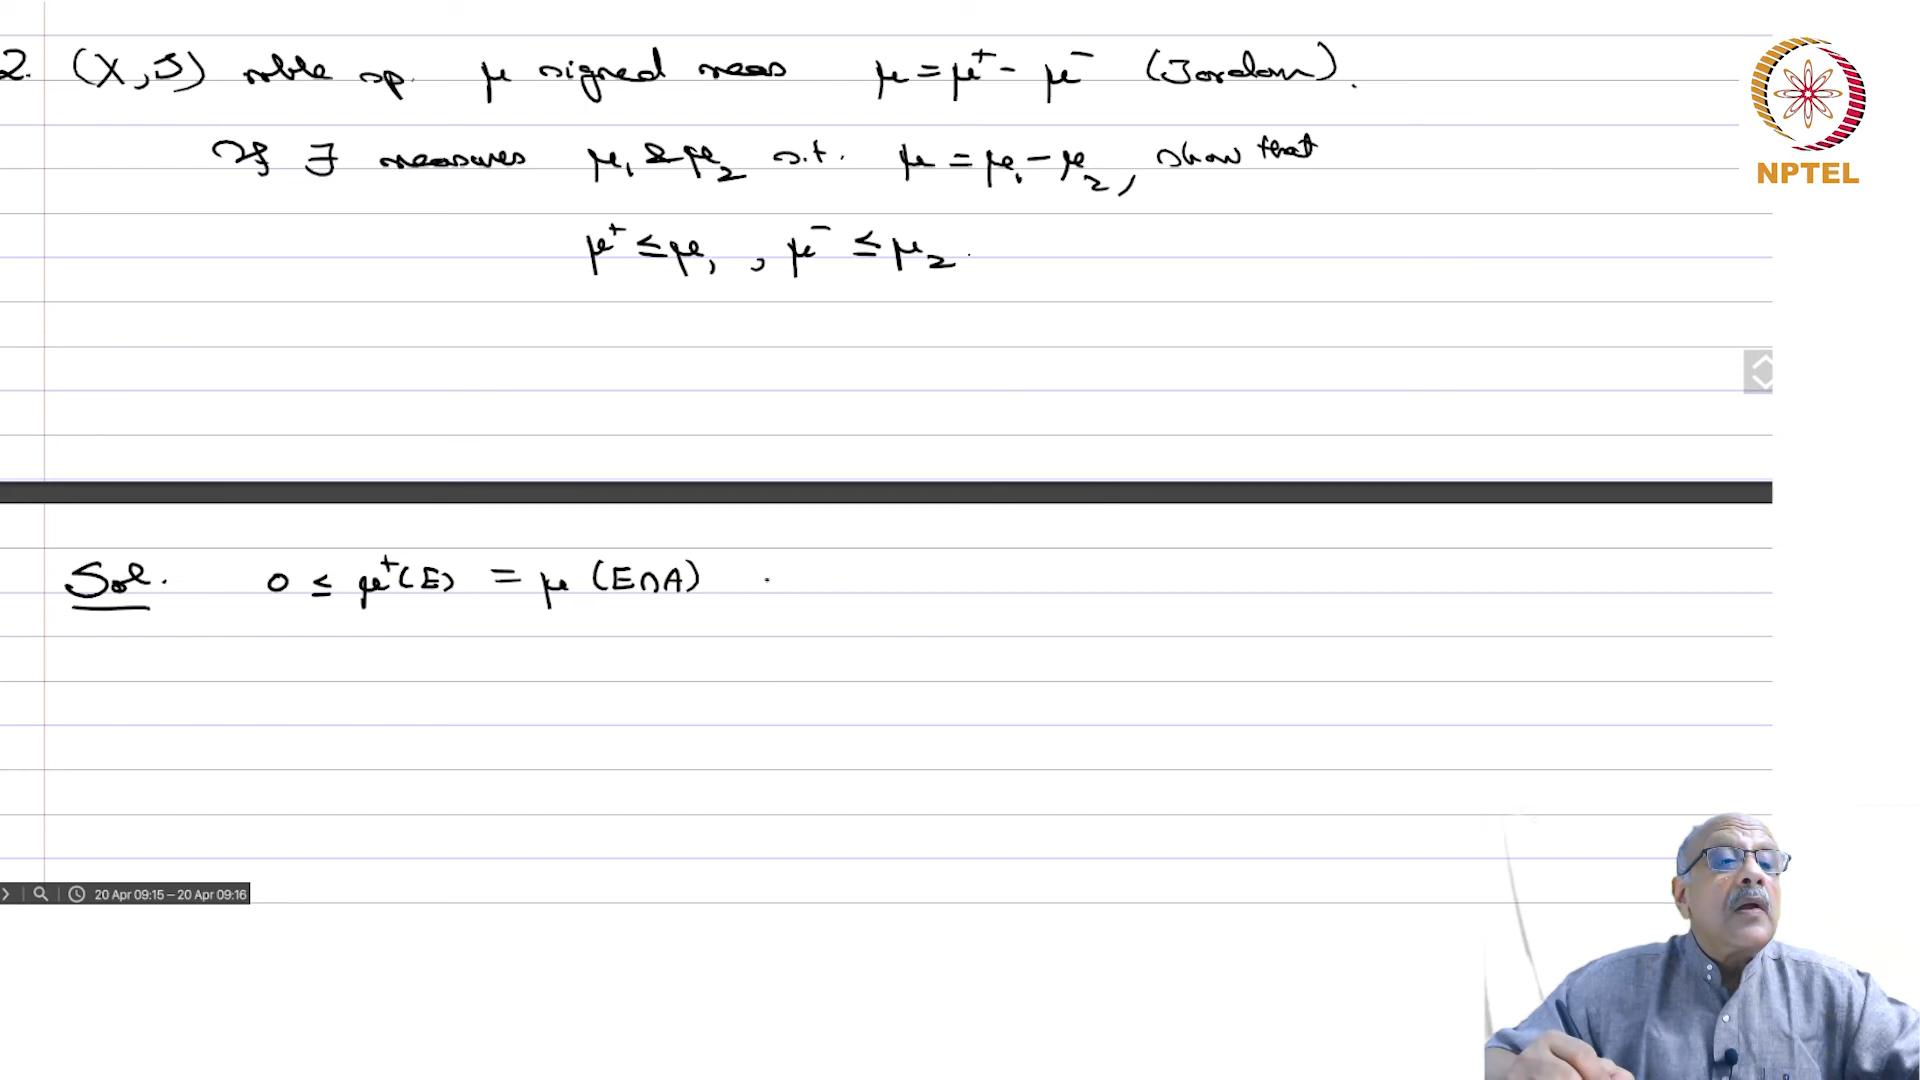 2. (X, S) mble sp. μ signed meas μ = μ⁺ - μ⁻ (Jordan).
If ∃ measures μ₁ & μ₂ s.t. μ = μ₁ - μ₂, show that
μ⁺ ≤ μ₁ , μ⁻ ≤ μ₂.
NPTEL
Sol. 0 ≤ μ⁺(E) = μ (E∩A)
20 Apr 09:15 – 20 Apr 09:16